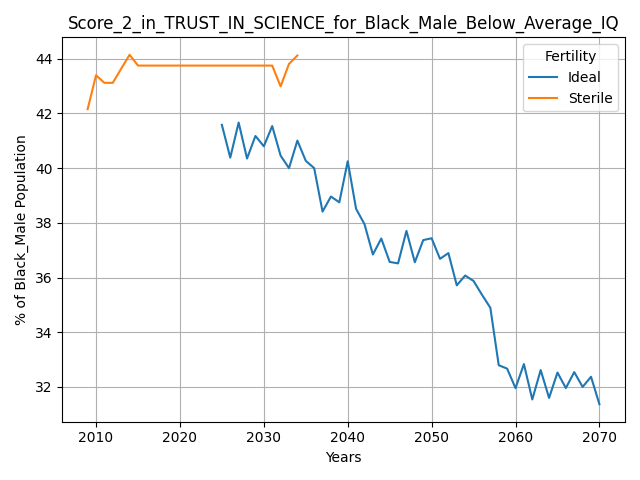 Score_2_in_TRUST_IN_SCIENCE_for_Black_Male_Below_Average_IQ
% of Black_Male Population
44
42
40
38
36
34
32
Fertility
Ideal
Sterile
2010 2020 2030 2040 2050 2060 2070
Years